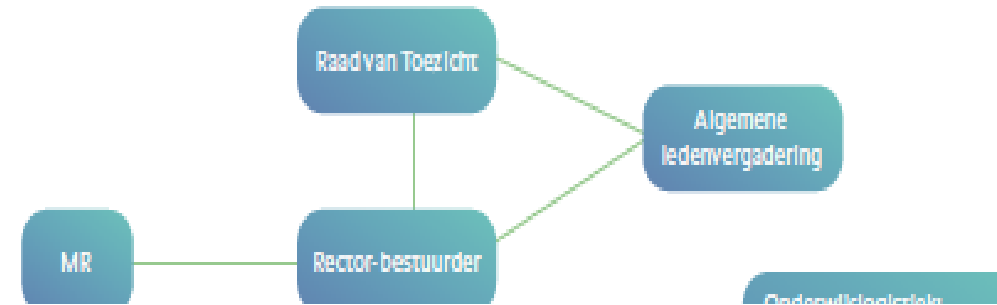 Raad van Toezicht
Algemene
ledenvergadering
MR
Rector-bestuurder